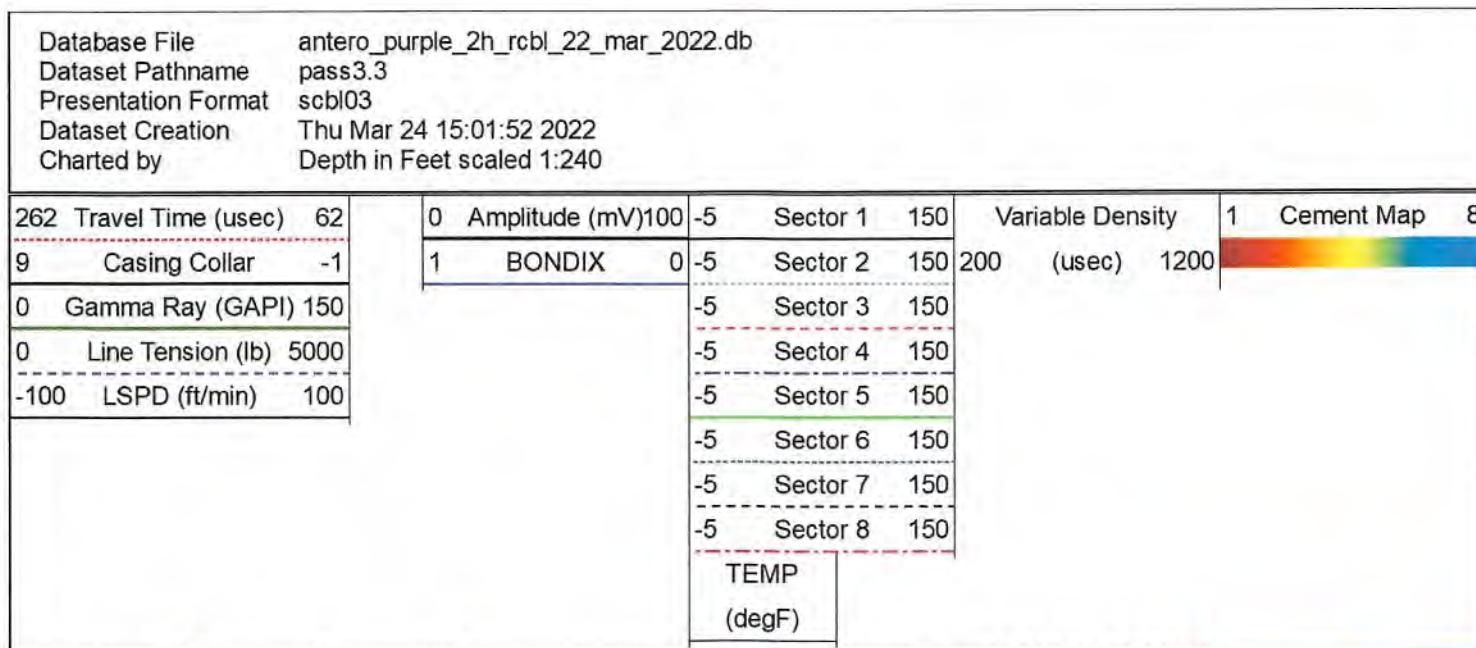 Database File antero_purple_2h_rcbl_22_mar_2022.db
Dataset Pathname pass3.3
Presentation Format scbl03
Dataset Creation Thu Mar 24 15:01:52 2022
Charted by Depth in Feet scaled 1:240
262 Travel Time (usec) 62
9 Casing Collar -1
0 Gamma Ray (GAPI) 150
0 Line Tension (lb) 5000
-100 LSPD (ft/min) 100
0 Amplitude (mV) 100
1 BONDIX 0
-5 Sector 1 150
-5 Sector 2 150
-5 Sector 3 150
-5 Sector 4 150
-5 Sector 5 150
-5 Sector 6 150
-5 Sector 7 150
-5 Sector 8 150
TEMP
(degF)
Variable Density
200 (usec) 1200
1 Cement Map 8